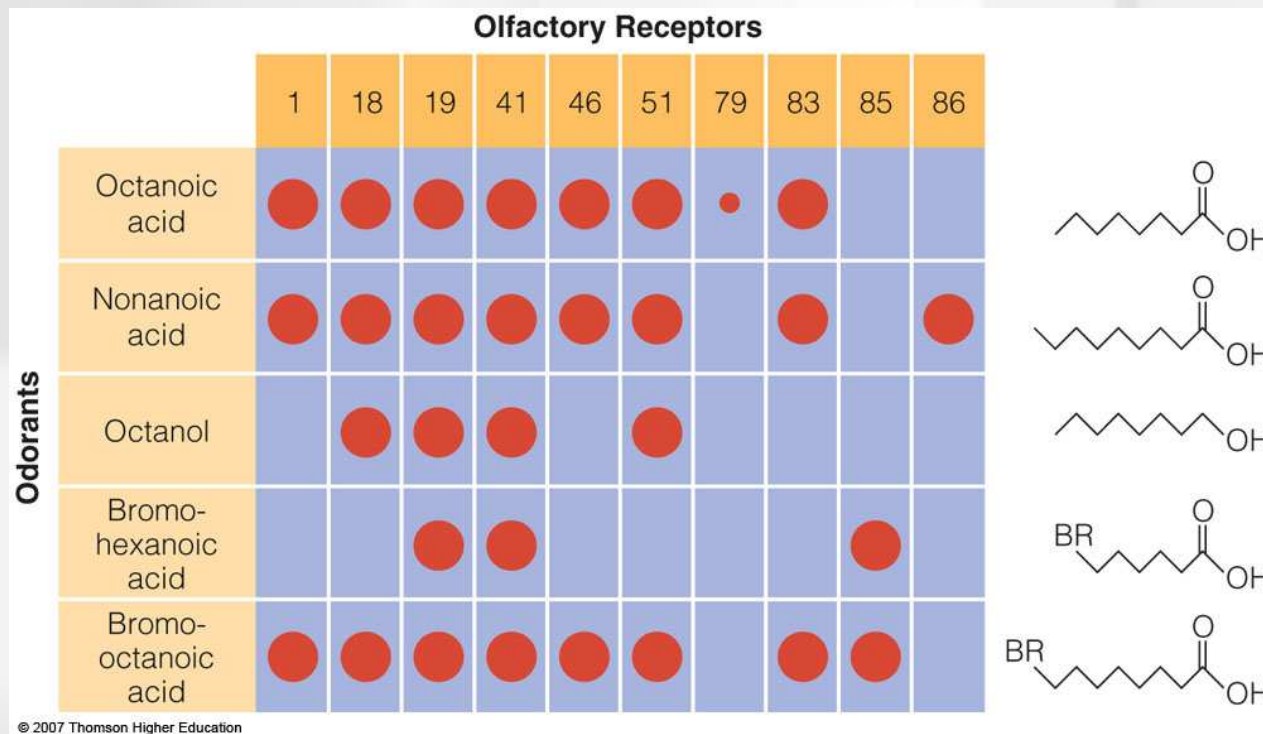 Olfactory Receptors
1 18 19 41 46 51 79 83 85 86
Odorants
Octanoic
acid
O
OH
Nonanoic
acid
O
OH
Octanol
OH
Bromo-
hexanoic
acid
BR
O
OH
Bromo-
octanoic
acid
BR
O
OH
© 2007 Thomson Higher Education